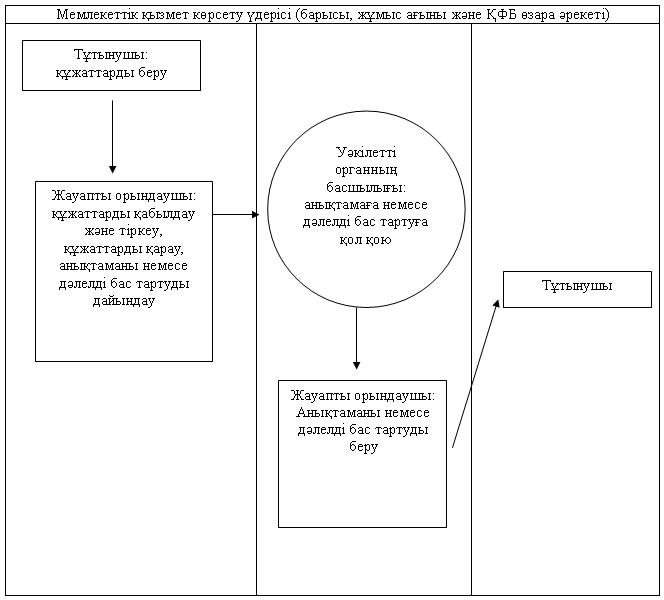 Мемлекеттік қызмет көрсету үдерісі (барысы, жұмыс ағыны және ҚФБ өзара әрекеті)
Тұтынушы:
құжаттарды беру
Жауапты орындаушы:
құжаттарды қабылдау
және тіркеу,
құжаттарды қарау,
анықтаманы немесе
дәлелді бас тартуды
дайындау
Уәкілетті
органның
басшылығы:
анықтамаға немесе
дәлелді бас тартуға
қол қою
Жауапты орындаушы:
Анықтаманы немесе
дәлелді бас тартуды
беру
Тұтынушы